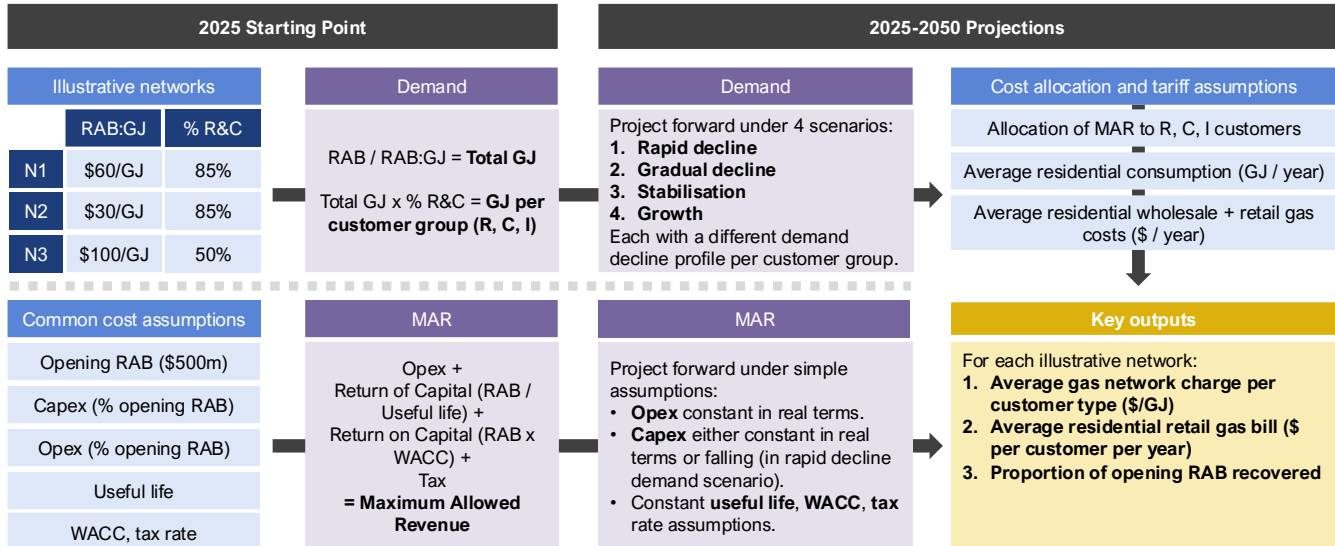 2025 Starting Point
2025-2050 Projections
Illustrative networks
RAB:GJ % R&C
N1 $60/GJ 85%
N2 $30/GJ 85%
N3 $100/GJ 50%
Demand
RAB / RAB:GJ = Total GJ
Total GJ x % R&C = GJ per
customer group (R, C, I)
Demand
Project forward under 4 scenarios:
1. Rapid decline
2. Gradual decline
3. Stabilisation
4. Growth
Each with a different demand
decline profile per customer group.
Cost allocation and tariff assumptions
Allocation of MAR to R, C, I customers
Average residential consumption (GJ / year)
Average residential wholesale + retail gas
costs ($ / year)
Common cost assumptions
Opening RAB ($500m)
Capex (% opening RAB)
Opex (% opening RAB)
Useful life
WACC, tax rate
MAR
Opex +
Return of Capital (RAB /
Useful life) +
Return on Capital (RAB x
WACC) +
Tax
= Maximum Allowed
Revenue
MAR
Project forward under simple
assumptions:
• Opex constant in real terms.
• Capex either constant in real
terms or falling (in rapid decline
demand scenario).
• Constant useful life, WACC, tax
rate assumptions.
Key outputs
For each illustrative network:
1. Average gas network charge per
customer type ($/GJ)
2. Average residential retail gas bill ($
per customer per year)
3. Proportion of opening RAB recovered